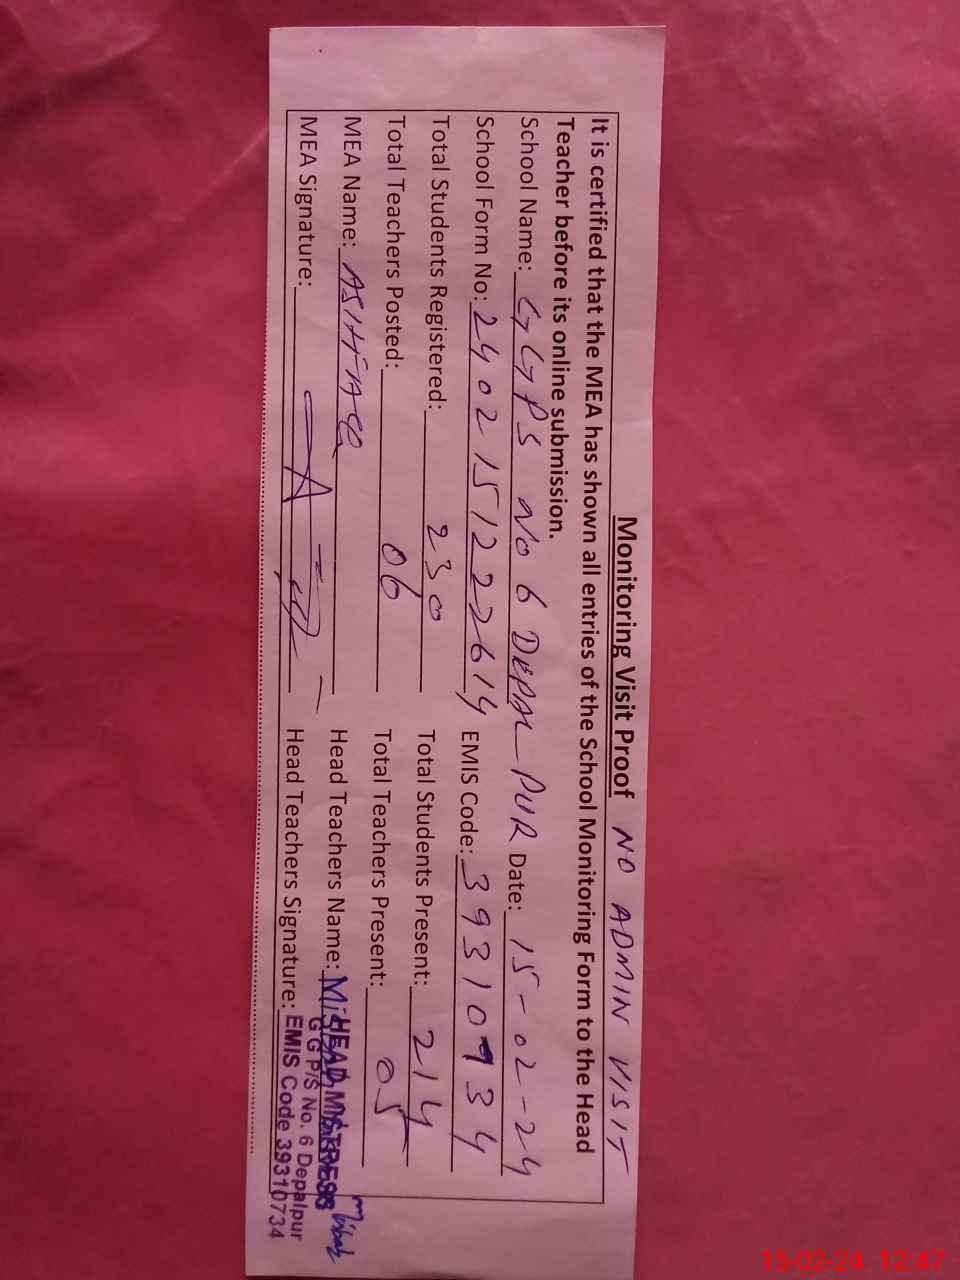 Monitoring Visit Proof NO ADMIN VISIT
It is certified that the MEA has shown all entries of the School Monitoring Form to the Head
Teacher before its online submission.
School Name: GGPS No 6 DEPAL PUR Date: 15-02-24
School Form No: 2402151227614 EMIS Code: 39310934
Total Students Registered: 230 Total Students Present: 214
Total Teachers Posted: 06 Total Teachers Present: 05
MEA Name: ASHFAQ Head Teachers Name:
MEA Signature: Head Teachers Signature:
HEAD MISTRESS
G G P/S No. 6 Depalpur
EMIS Code 39310734
15-02-24 12:47